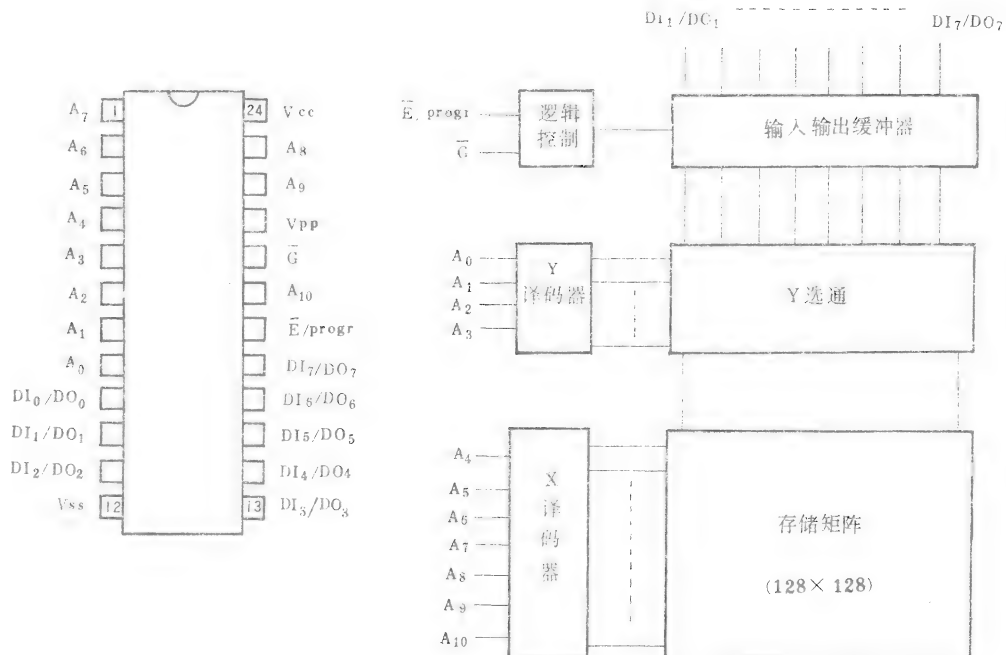 A₇ 1 24 Vcc
A₆ A₈
A₅ A₉
A₄ Vpp
A₃ G̅
A₂ A₁₀
A₁ E̅/progr
A₀ DI₇/DO₇
DI₀/DO₀ DI₆/DO₆
DI₁/DO₁ DI5/DO₅
DI₂/DO₂ DI₄/DO4
Vss 12 13 DI₃/DO₃
DI₁/DO₁ DI₇/DO₇
E̅, progr
G̅
逻辑
控制
输入输出缓冲器
A₀
A₁
A₂
A₃
Y
译码器
Y选通
A₄
A₅
A₆
A₇
A₈
A₉
A₁₀
X
译
码
器
存储矩阵
(128×128)